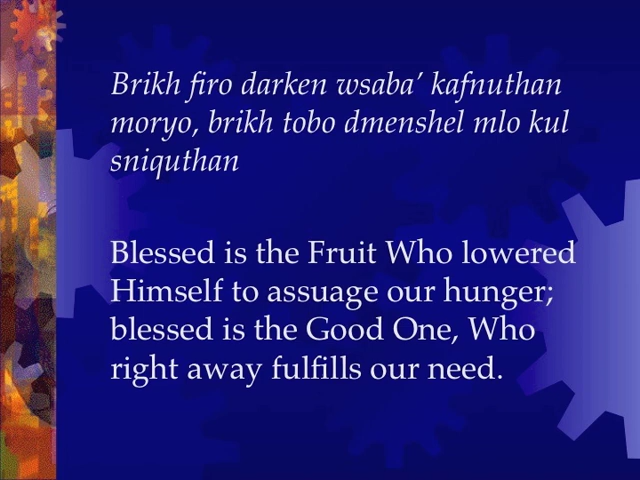 Brikh firo darken wsaba’ kafnuthan
moryo, brikh tobo dmenshel mlo kul
sniquthan
Blessed is the Fruit Who lowered
Himself to assuage our hunger;
blessed is the Good One, Who
right away fulfills our need.